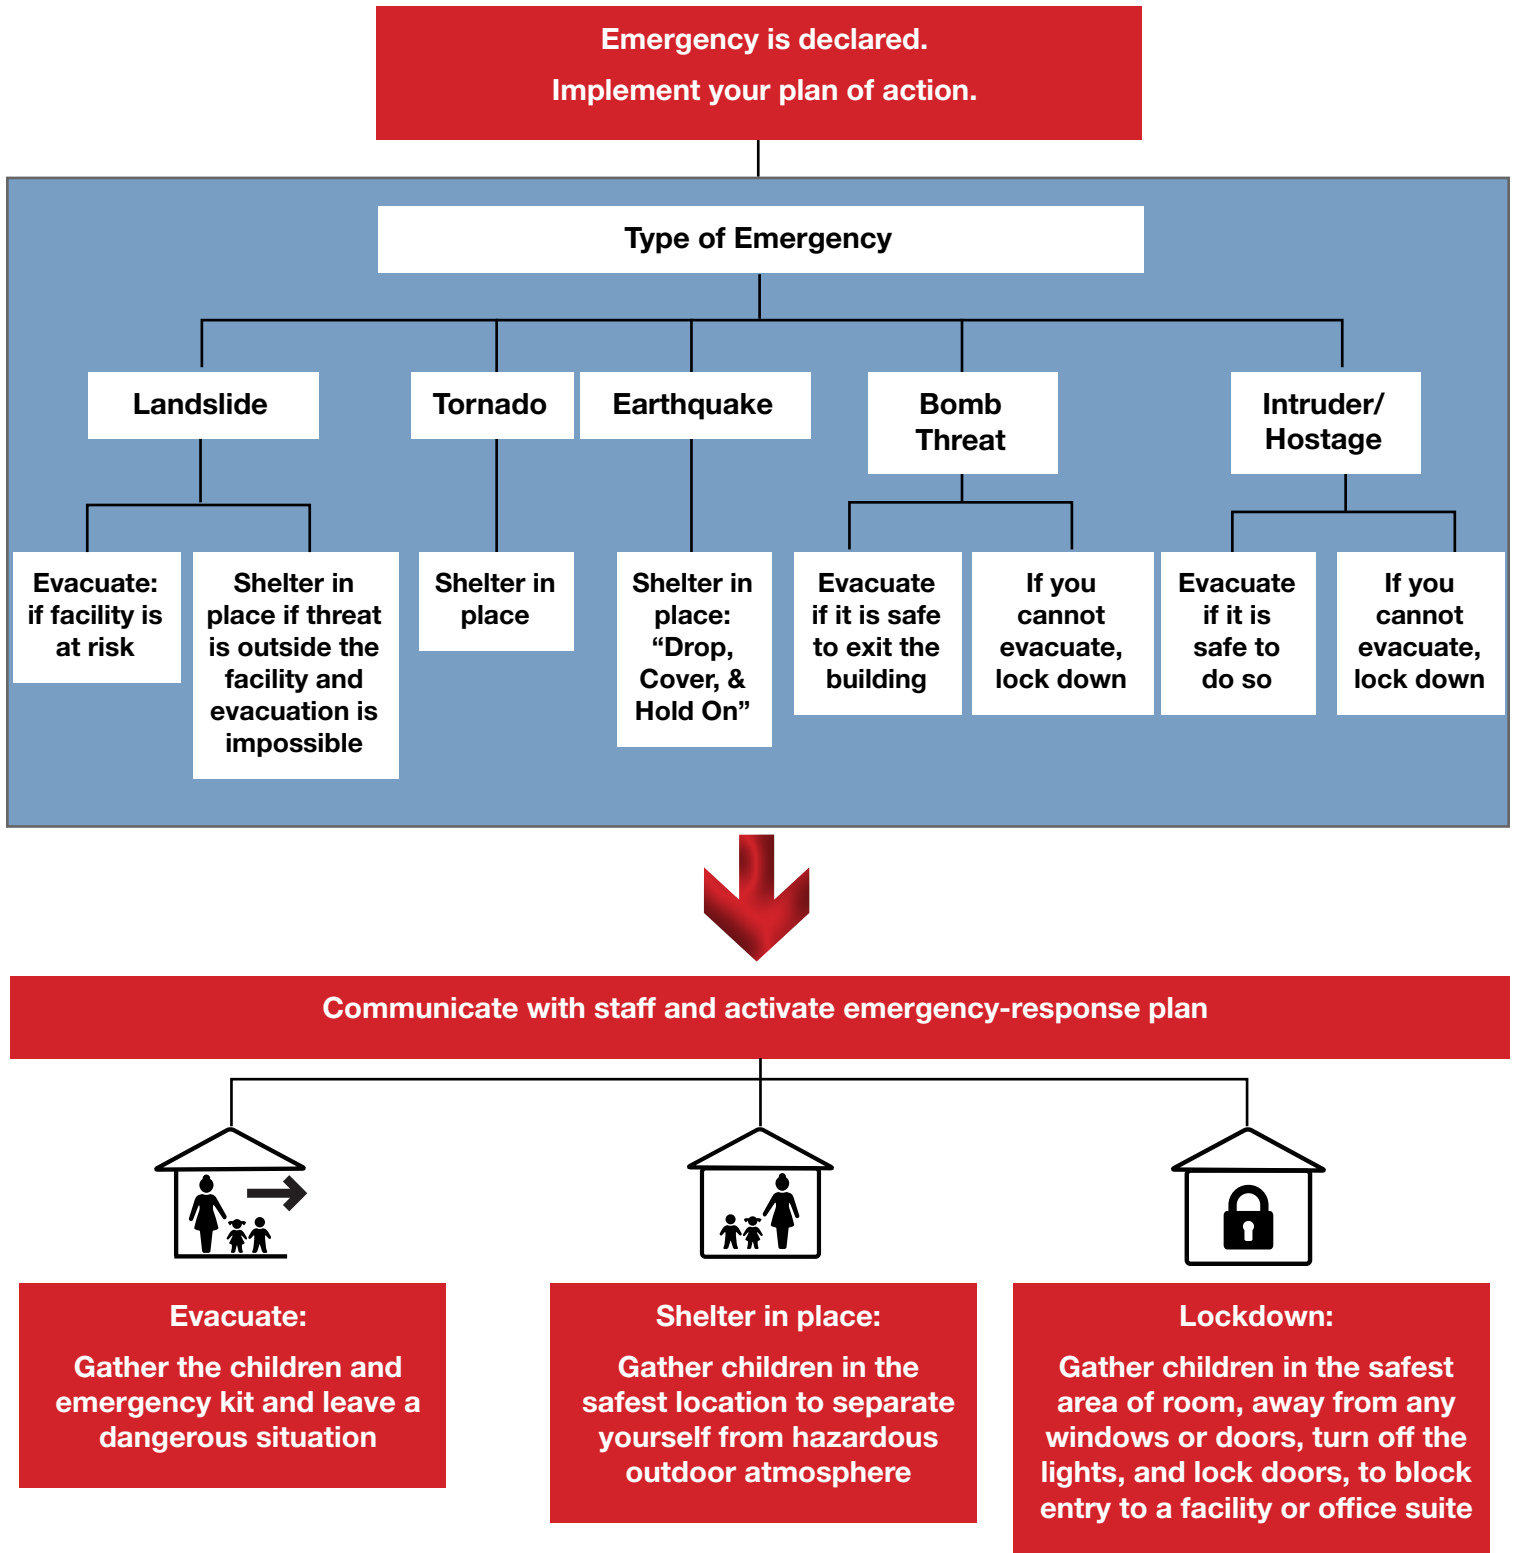 Emergency is declared.
Implement your plan of action.
Type of Emergency
Landslide
Tornado
Earthquake
Bomb
Threat
Intruder/
Hostage
Evacuate:
if facility is
at risk
Shelter in
place if threat
is outside the
facility and
evacuation is
impossible
Shelter in
place
Shelter in
place:
“Drop,
Cover, &
Hold On”
Evacuate
if it is safe
to exit the
building
If you
cannot
evacuate,
lock down
Evacuate
if it is
safe to
do so
If you
cannot
evacuate,
lock down
Communicate with staff and activate emergency-response plan
Evacuate:
Gather the children and
emergency kit and leave a
dangerous situation
Shelter in place:
Gather children in the
safest location to separate
yourself from hazardous
outdoor atmosphere
Lockdown:
Gather children in the safest
area of room, away from any
windows or doors, turn off the
lights, and lock doors, to block
entry to a facility or office suite